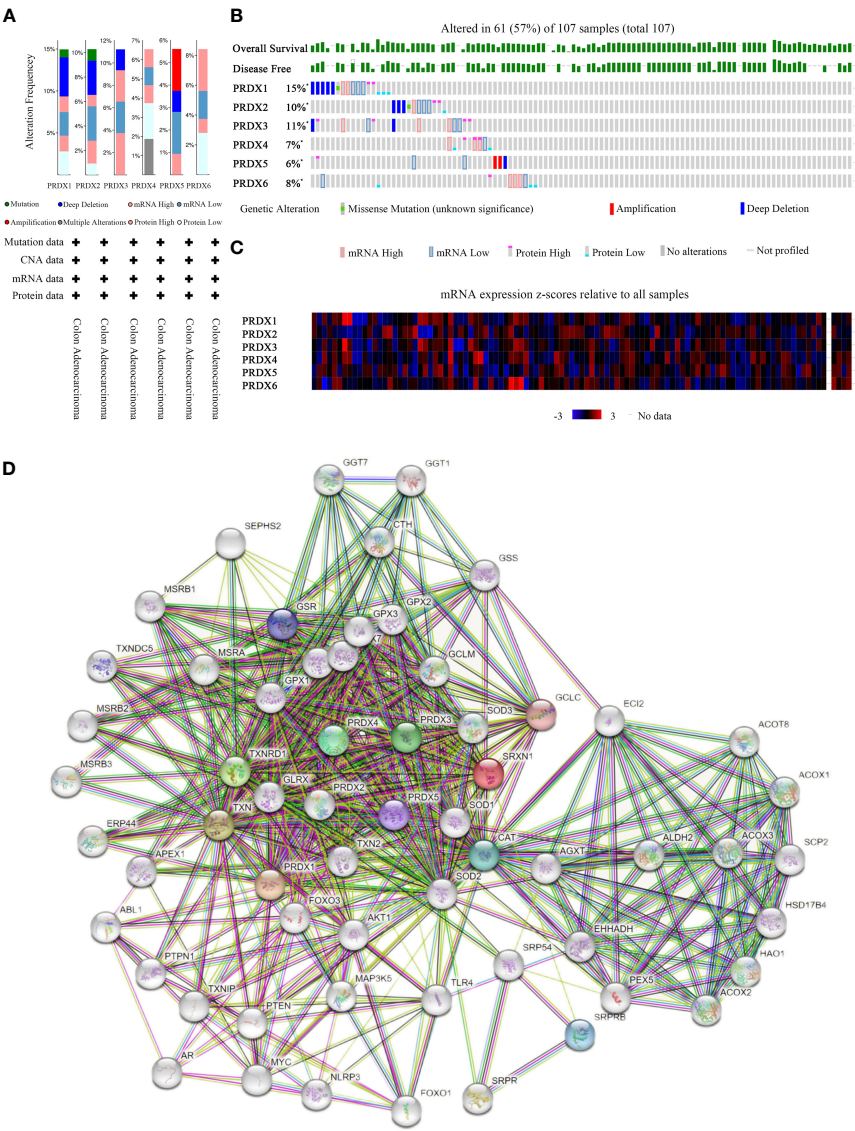 A
Alteration Frequencey
15%
10%
5%
10%
8%
6%
4%
2%
10%
8%
6%
4%
2%
7%
6%
5%
4%
3%
2%
1%
5%
4%
3%
2%
1%
8%
6%
4%
2%
PRDX1 PRDX2 PRDX3 PRDX4 PRDX5 PRDX6
Mutation Deep Deletion mRNA High mRNA Low
Amplification Multiple Alterations Protein High Protein Low
Mutation data
CNA data
mRNA data
Protein data
Colon Adenocarcinoma
Colon Adenocarcinoma
Colon Adenocarcinoma
Colon Adenocarcinoma
Colon Adenocarcinoma
Colon Adenocarcinoma
B
Altered in 61 (57%) of 107 samples (total 107)
Overall Survival
Disease Free
PRDX1 15%*
PRDX2 10%*
PRDX3 11%*
PRDX4 7%*
PRDX5 6%*
PRDX6 8%*
Genetic Alteration Missense Mutation (unknown significance) Amplification Deep Deletion
mRNA High mRNA Low Protein High Protein Low No alterations Not profiled
C
mRNA expression z-scores relative to all samples
PRDX1
PRDX2
PRDX3
PRDX4
PRDX5
PRDX6
-3 3 No data
D
GGT7
GGT1
SEPHS2
CTH
GSS
MSRB1
GSR
GPX3
GPX2
TXNDC5
MSRA
GCLM
GPX1
GCLC
ECI2
MSRB2
PRDX4
PRDX3
SOD3
ACOT8
MSRB3
TXNRD1
GLRX
SRXN1
ACOX1
PRDX2
PRDX5
SOD1
TXN
ERP44
APEX1
TXN2
CAT
AGXT
ALDH2
ACOX3
SCP2
PRDX1
SOD2
FOXO3
ABL1
AKT1
HSD17B4
EHHADH
PTPN1
SRP54
HAO1
TXNIP
MAP3K5
TLR4
PEX5
ACOX2
PTEN
SRPRB
AR
MYC
NLRP3
FOXO1
SRPR